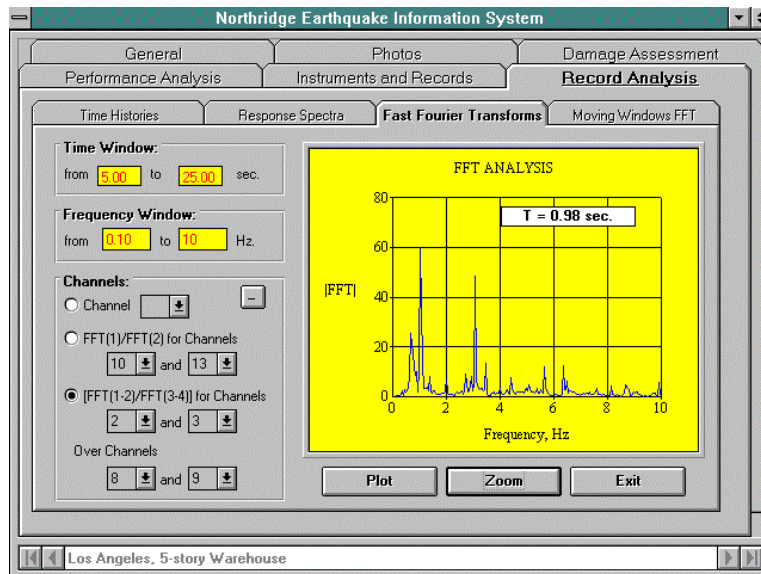 Northridge Earthquake Information System
General Photos Damage Assessment
Performance Analysis Instruments and Records Record Analysis
Time Histories Response Spectra Fast Fourier Transforms Moving Windows FFT
Time Window:
from 5.00 to 25.00 sec.
Frequency Window:
from 0.10 to 10 Hz.
Channels:
Channel
FFT(1)/FFT(2) for Channels
10 and 13
[FFT(1-2)/FFT(3-4)] for Channels
2 and 3
Over Channels
8 and 9
FFT ANALYSIS
T = 0.98 sec.
80
60
|FFT|
40
20
0
0 2 4 6 8 10
Frequency, Hz
Plot Zoom Exit
Los Angeles, 5-story Warehouse